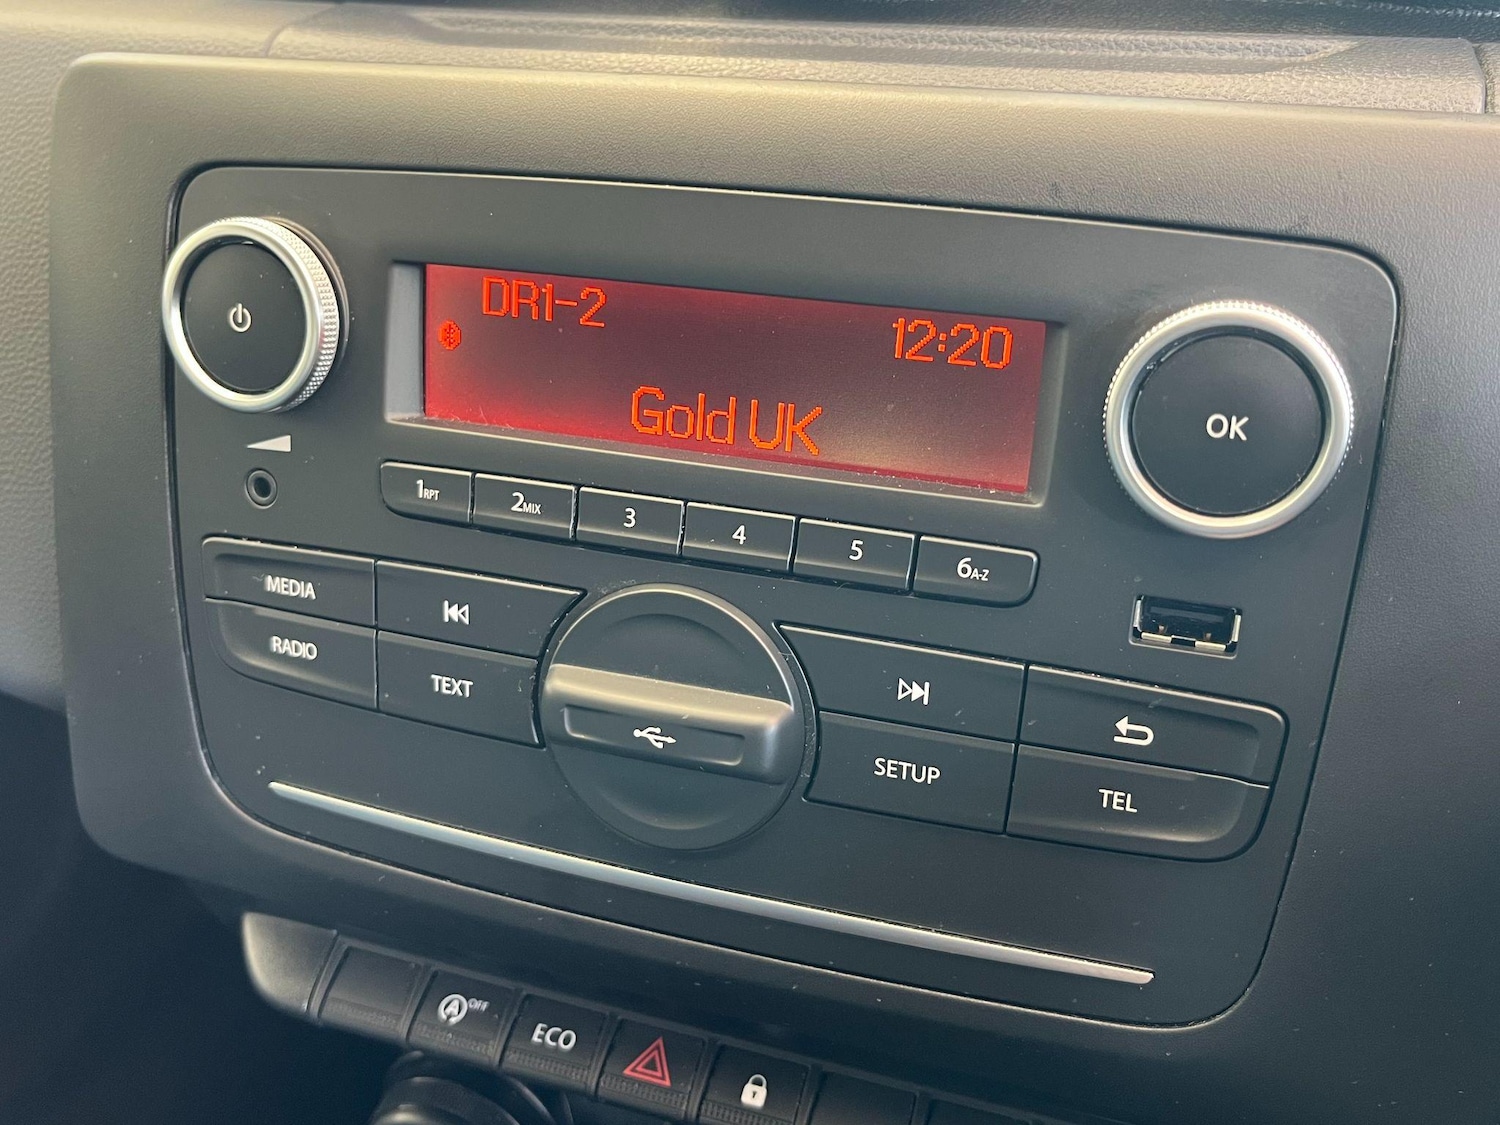 DR1-2
12:20
Gold UK
OK
1RPT
2MIX
3
4
5
6A-Z
MEDIA
RADIO
TEXT
SETUP
TEL
A OFF
ECO